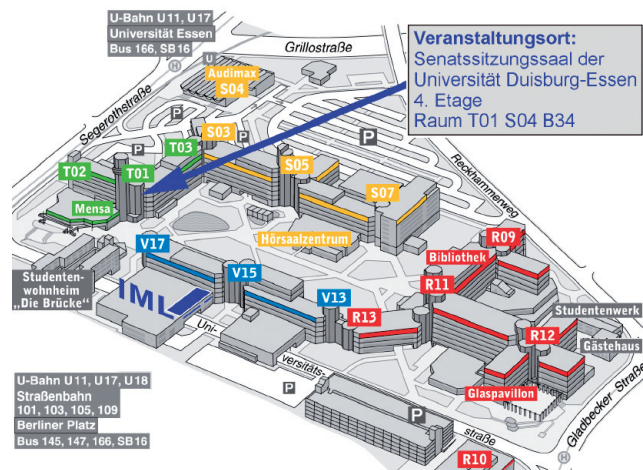 U-Bahn U11, U17
Universität Essen
Bus 166, SB16
H
Grillostraße
Veranstaltungsort:
Senatssitzungssaal der
Universität Duisburg-Essen
4. Etage
Raum T01 S04 B34
U
Audimax
S04
Segerothstraße
P
P
S03
P
P
T03
T02
T01
S05
Reckhammerweg
S07
Mensa
Hörsaalzentrum
R09
V17
Bibliothek
Studenten-
wohnheim
„Die Brücke“
V15
R11
IML
V13
R13
Studentenwerk
R12
Gästehaus
Uni-
versitäts-
straße
Glaspavillon
U-Bahn U11, U17, U18
Straßenbahn
101, 103, 105, 109
Berliner Platz
Bus 145, 147, 166, SB16
P
P
Gladbecker Straße
H
R10